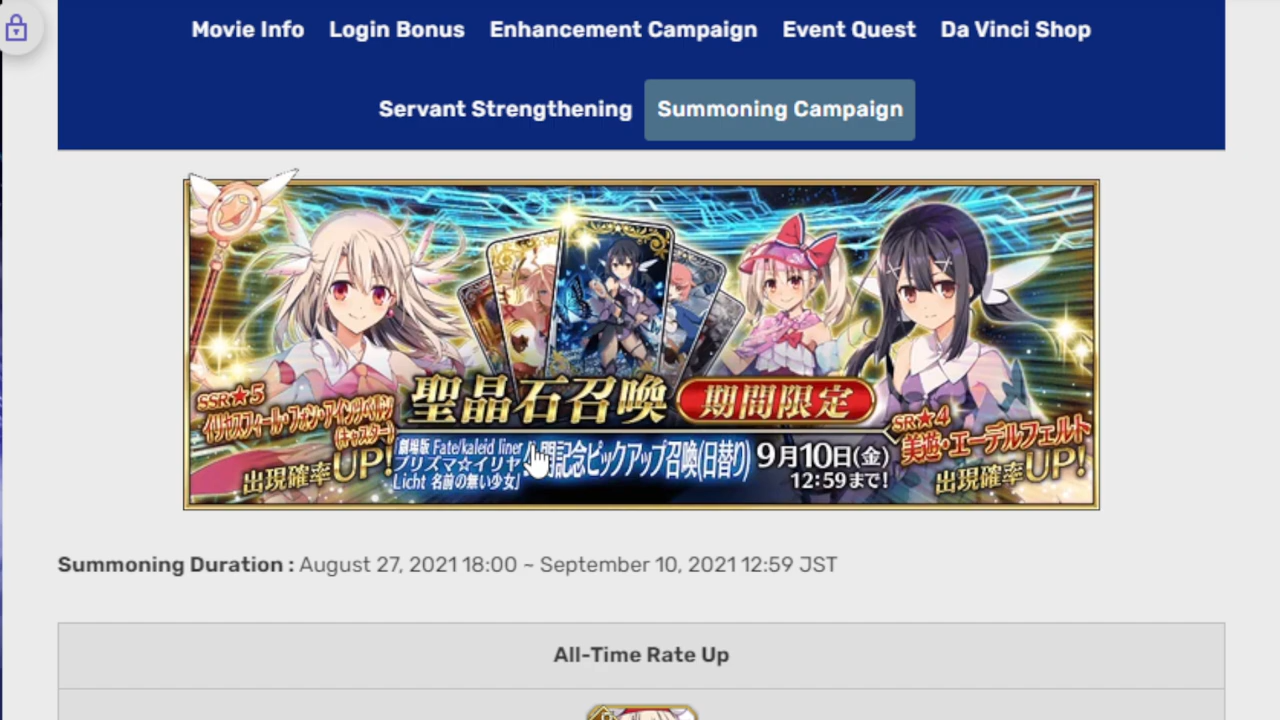 Movie Info Login Bonus Enhancement Campaign Event Quest Da Vinci Shop
Servant Strengthening Summoning Campaign
SSR★5
イリヤスフィール・フォン・アインツベルン
(キャスター)
出現確率UP!
聖晶石召喚 期間限定
劇場版 Fate/kaleid liner
プリズマ☆イリヤ
Licht 名前の無い少女」
開記念ピックアップ召喚(日替り)
9月10日(金)
12:59まで!
SR★4
美遊・エーデルフェルト
出現確率UP!
Summoning Duration : August 27, 2021 18:00 ~ September 10, 2021 12:59 JST
All-Time Rate Up